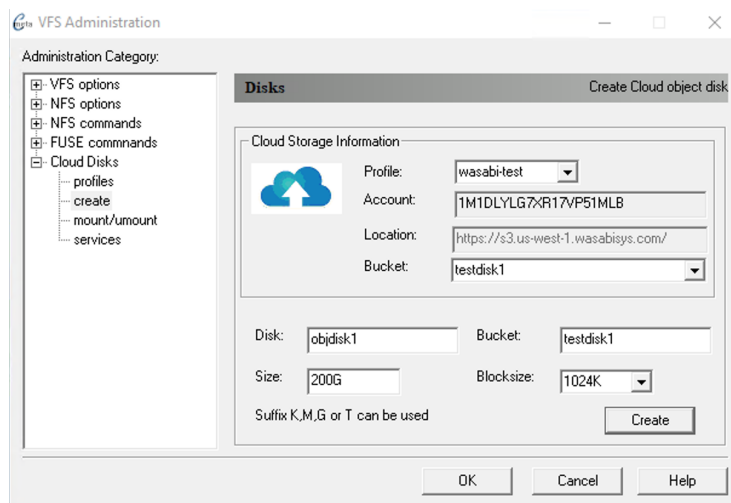 Gmeta VFS Administration
Administration Category:
VFS options
NFS options
NFS commands
FUSE commnands
Cloud Disks
profiles
create
mount/umount
services
Disks Create Cloud object disk
Cloud Storage Information
Profile: wasabi-test
Account: 1M1DLYLG7XR17VP51MLB
Location: https://s3.us-west-1.wasabisys.com/
Bucket: testdisk1
Disk: objdisk1 Bucket: testdisk1
Size: 200G Blocksize: 1024K
Suffix K,M,G or T can be used Create
OK Cancel Help